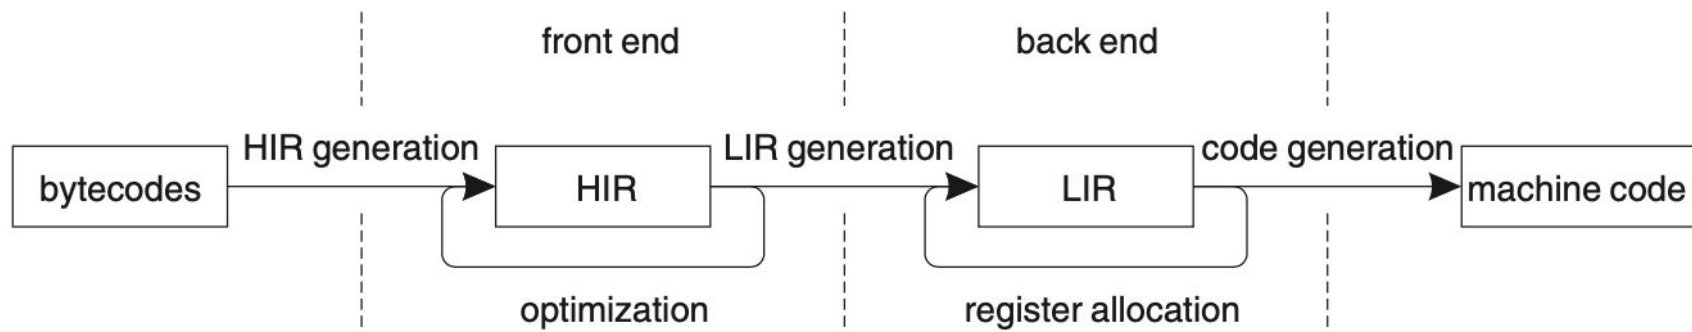 front end
back end
HIR generation
LIR generation
code generation
bytecodes
HIR
LIR
machine code
optimization
register allocation